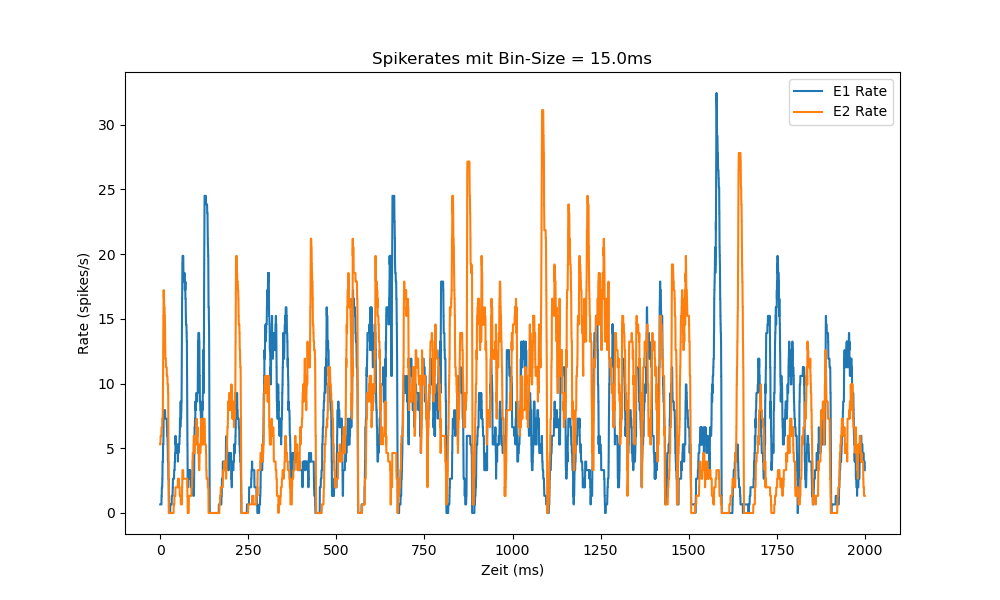 Spikerates mit Bin-Size = 15.0ms
E1 Rate
E2 Rate
Rate (spikes/s)
30
25
20
15
10
5
0
0 250 500 750 1000 1250 1500 1750 2000
Zeit (ms)